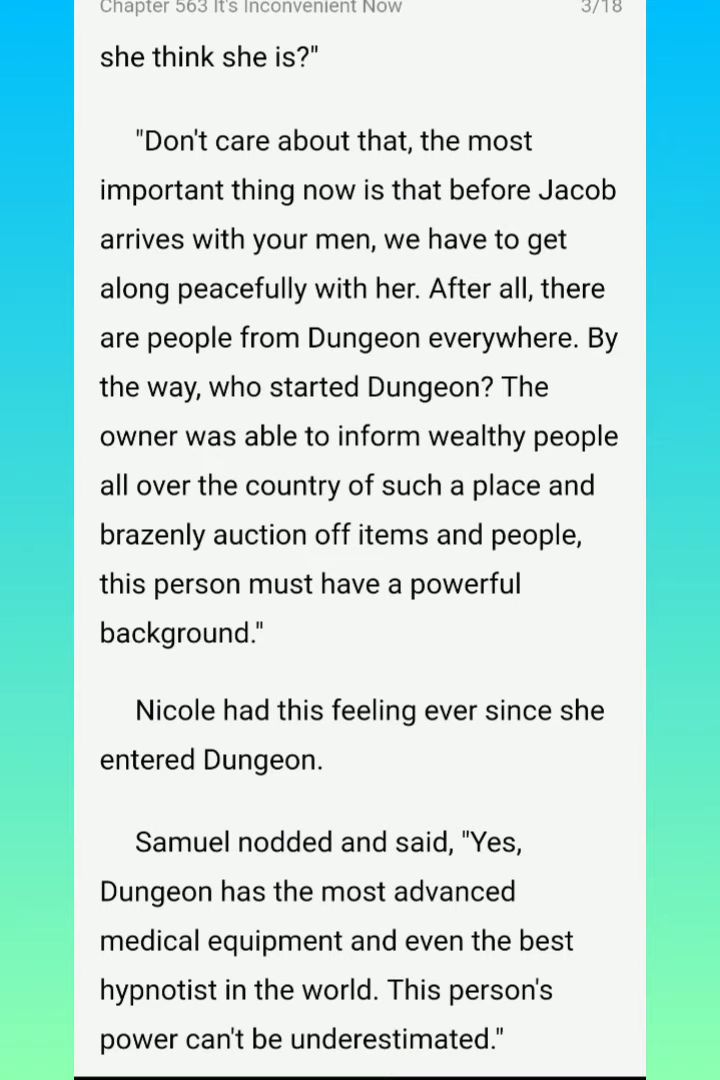 Chapter 563 It's Inconvenient Now 3/18
she think she is?"
"Don't care about that, the most
important thing now is that before Jacob
arrives with your men, we have to get
along peacefully with her. After all, there
are people from Dungeon everywhere. By
the way, who started Dungeon? The
owner was able to inform wealthy people
all over the country of such a place and
brazenly auction off items and people,
this person must have a powerful
background."
Nicole had this feeling ever since she
entered Dungeon.
Samuel nodded and said, "Yes,
Dungeon has the most advanced
medical equipment and even the best
hypnotist in the world. This person's
power can't be underestimated."